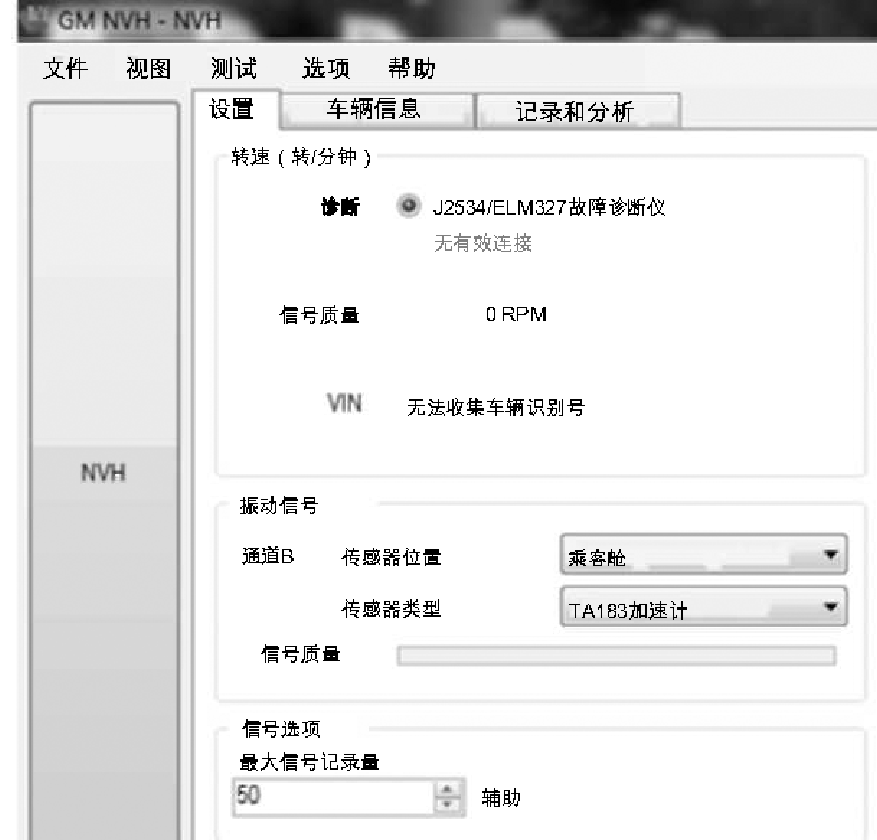 GM NVH - NVH
文件 视图 测试 选项 帮助
设置 车辆信息 记录和分析
转速（转/分钟）
诊断 J2534/ELM327故障诊断仪
无有效连接
信号质量 0 RPM
VIN 无法收集车辆识别号
NVH
振动信号
通道B 传感器位置 乘客舱
传感器类型 TA183加速计
信号质量
信号选项
最大信号记录量
50 辅助